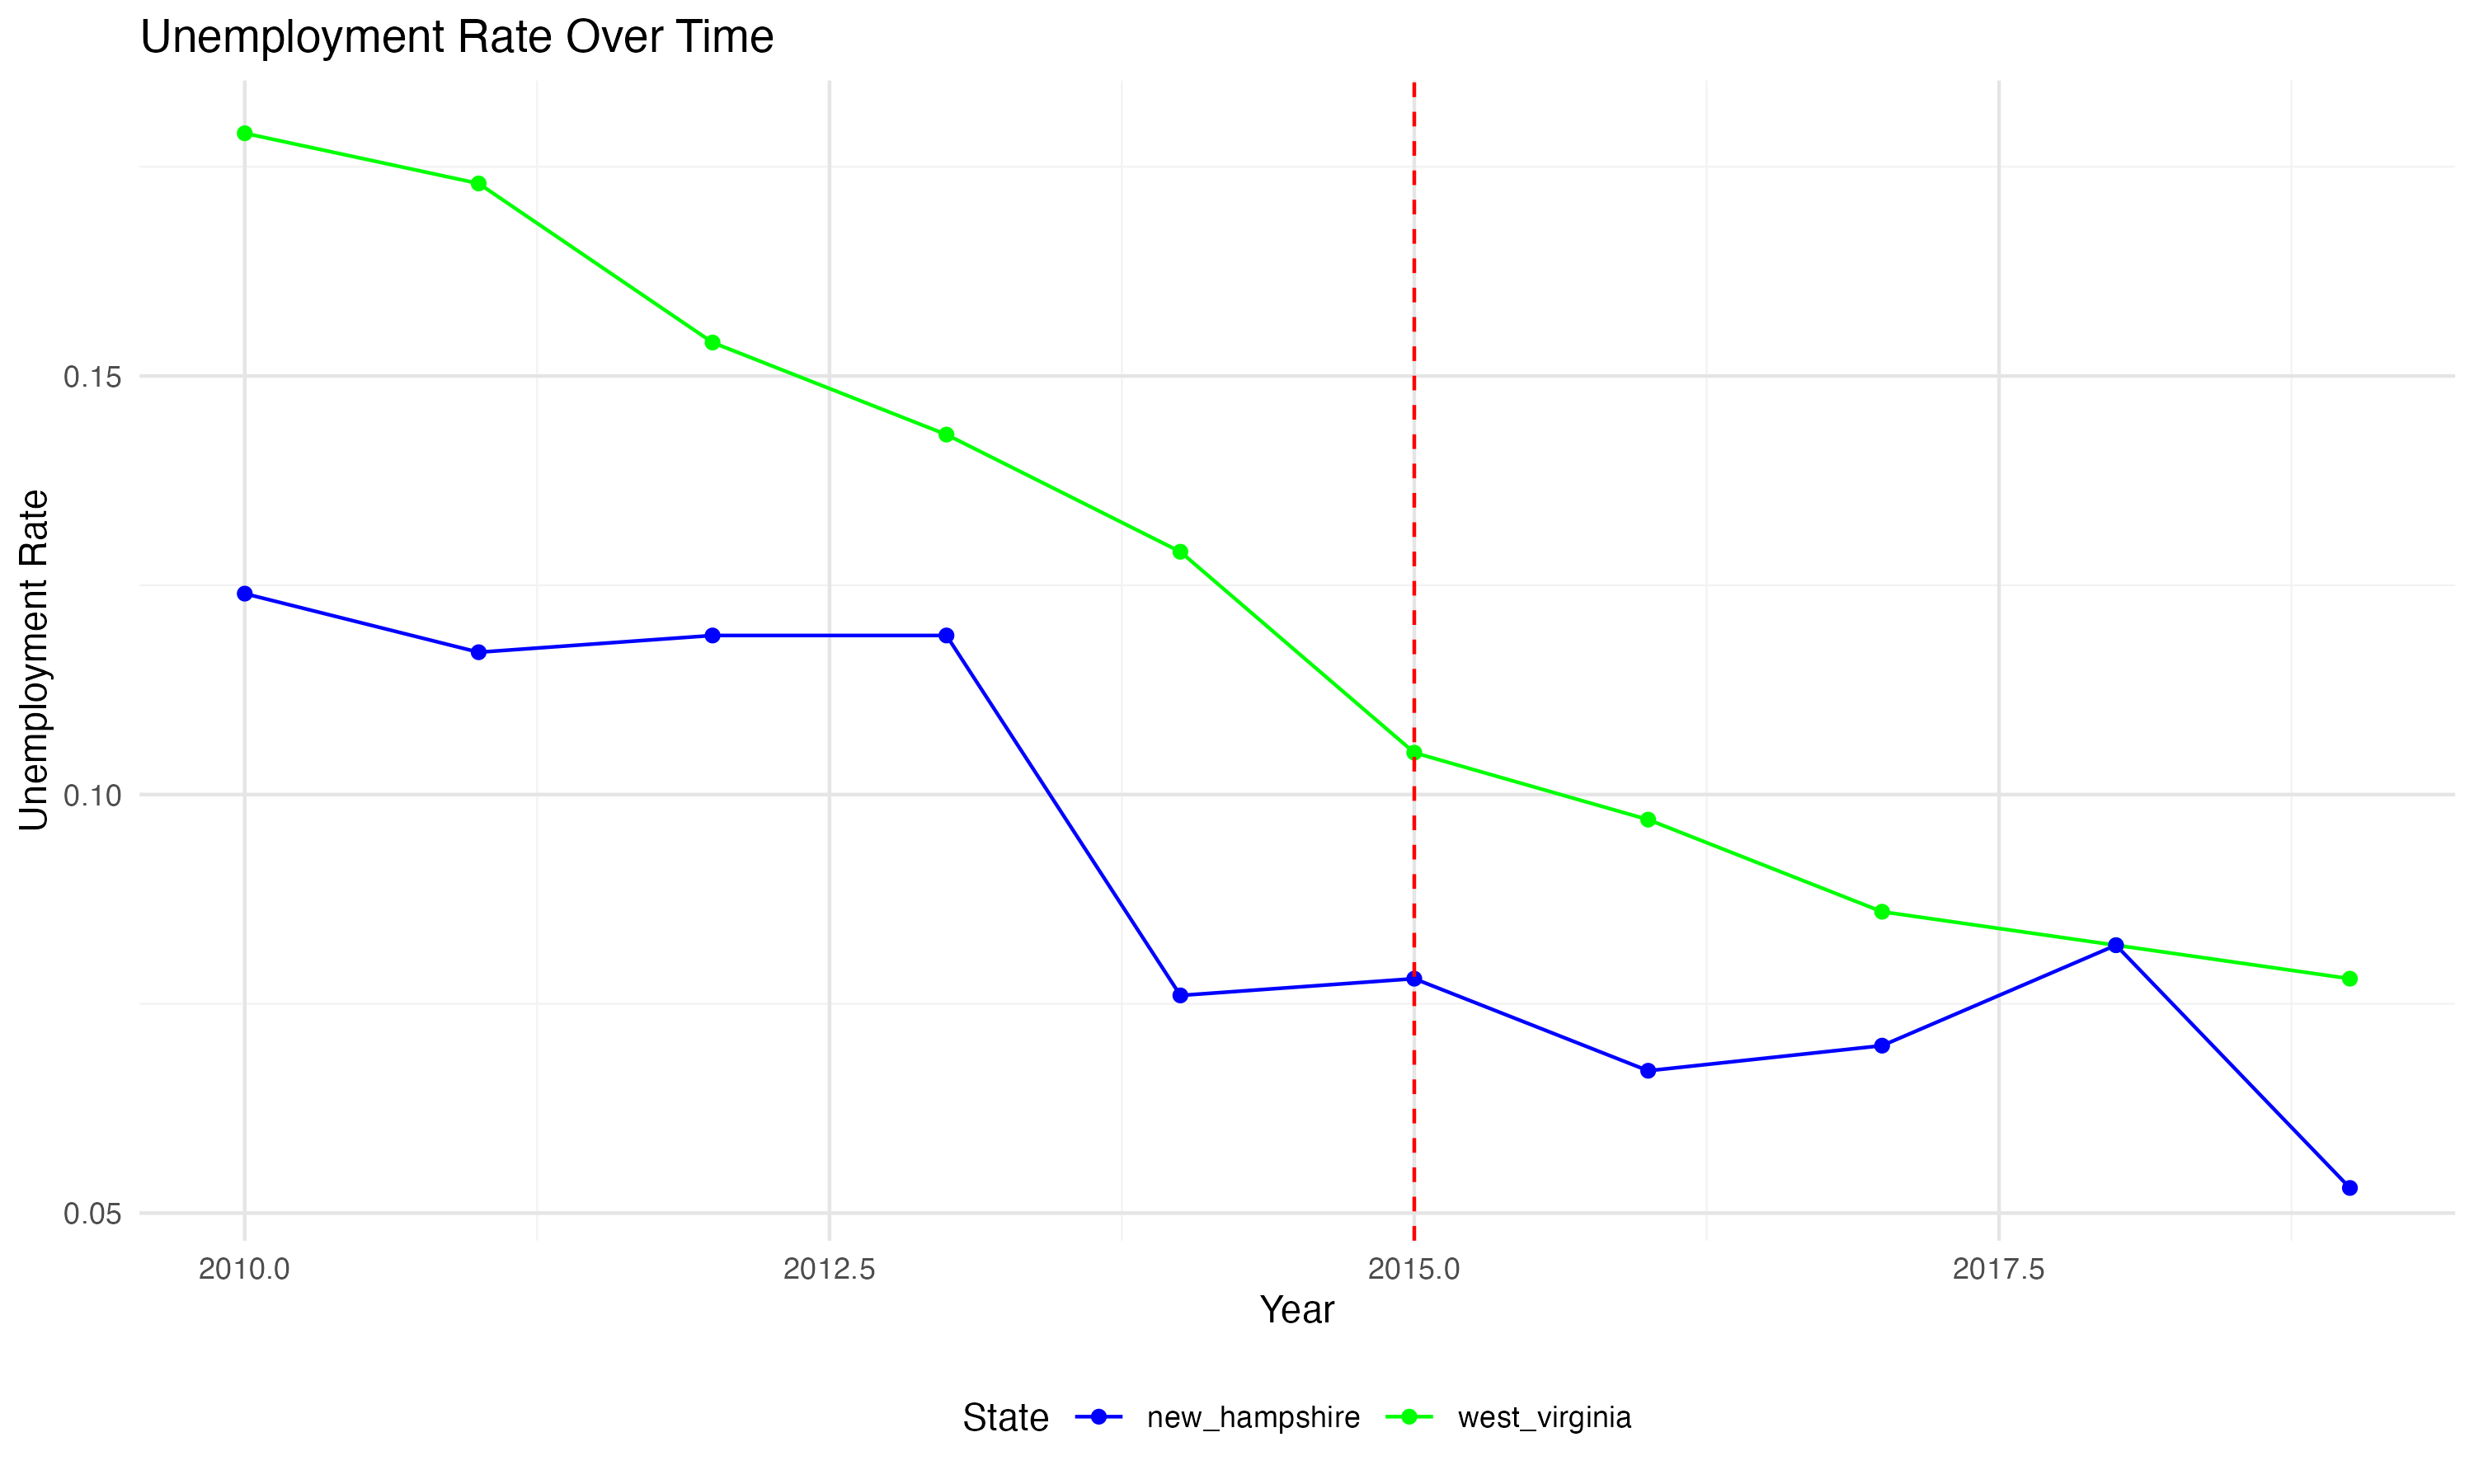 Unemployment Rate Over Time
Unemployment Rate
0.15
0.10
0.05
2010.0 2012.5 2015.0 2017.5
Year
State new_hampshire west_virginia